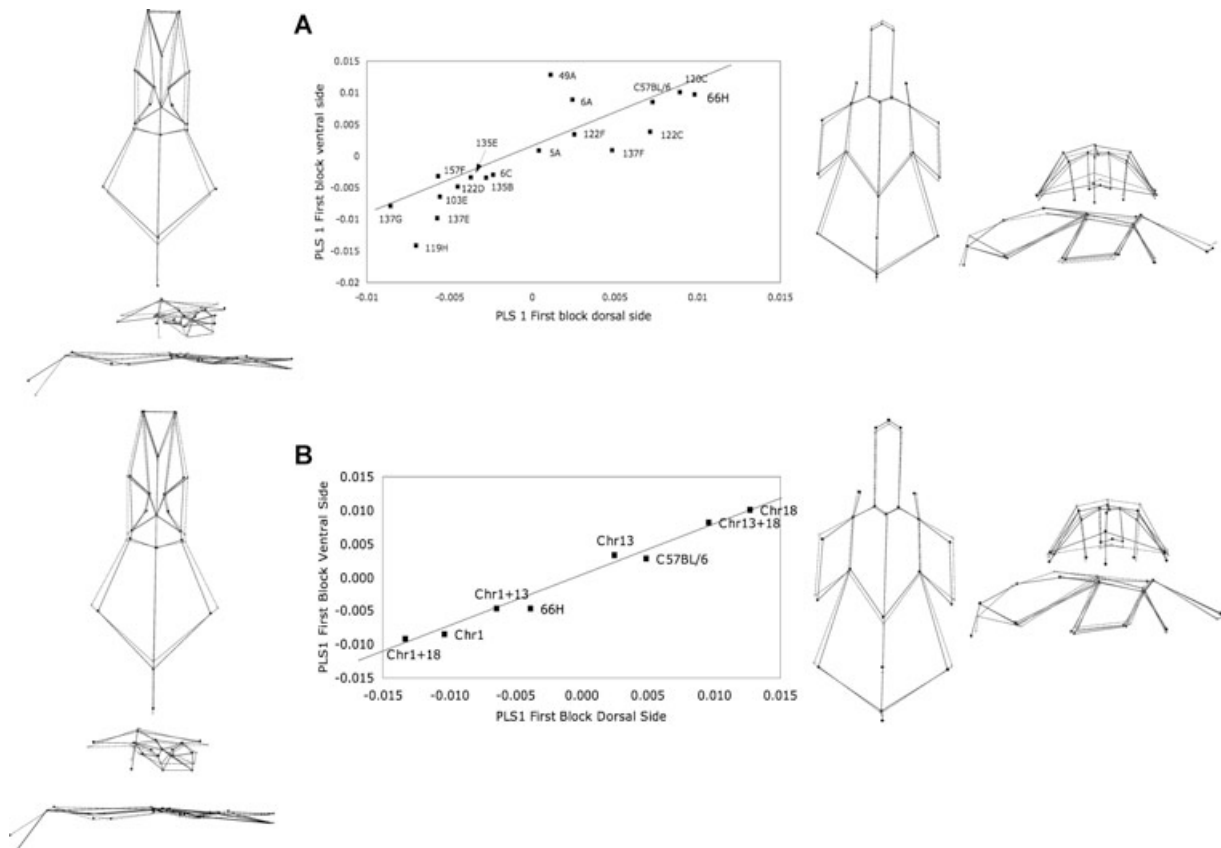 A
PLS 1 First block ventral side
0.015
0.01
0.005
0
-0.005
-0.01
-0.015
-0.02
49A
C57BL/6
120C
6A
66H
122F
122C
135E
5A
137F
157F
6C
122D
135B
103E
137G
137E
119H
-0.01
-0.005
0
0.005
0.01
0.015
PLS 1 First block dorsal side
B
PLS1 First Block Ventral Side
0.015
0.010
0.005
0.000
-0.005
-0.010
-0.015
Chr18
Chr13+18
Chr13
C57BL/6
Chr1+13
66H
Chr1
Chr1+18
-0.015
-0.010
-0.005
0.000
0.005
0.010
0.015
PLS1 First Block Dorsal Side